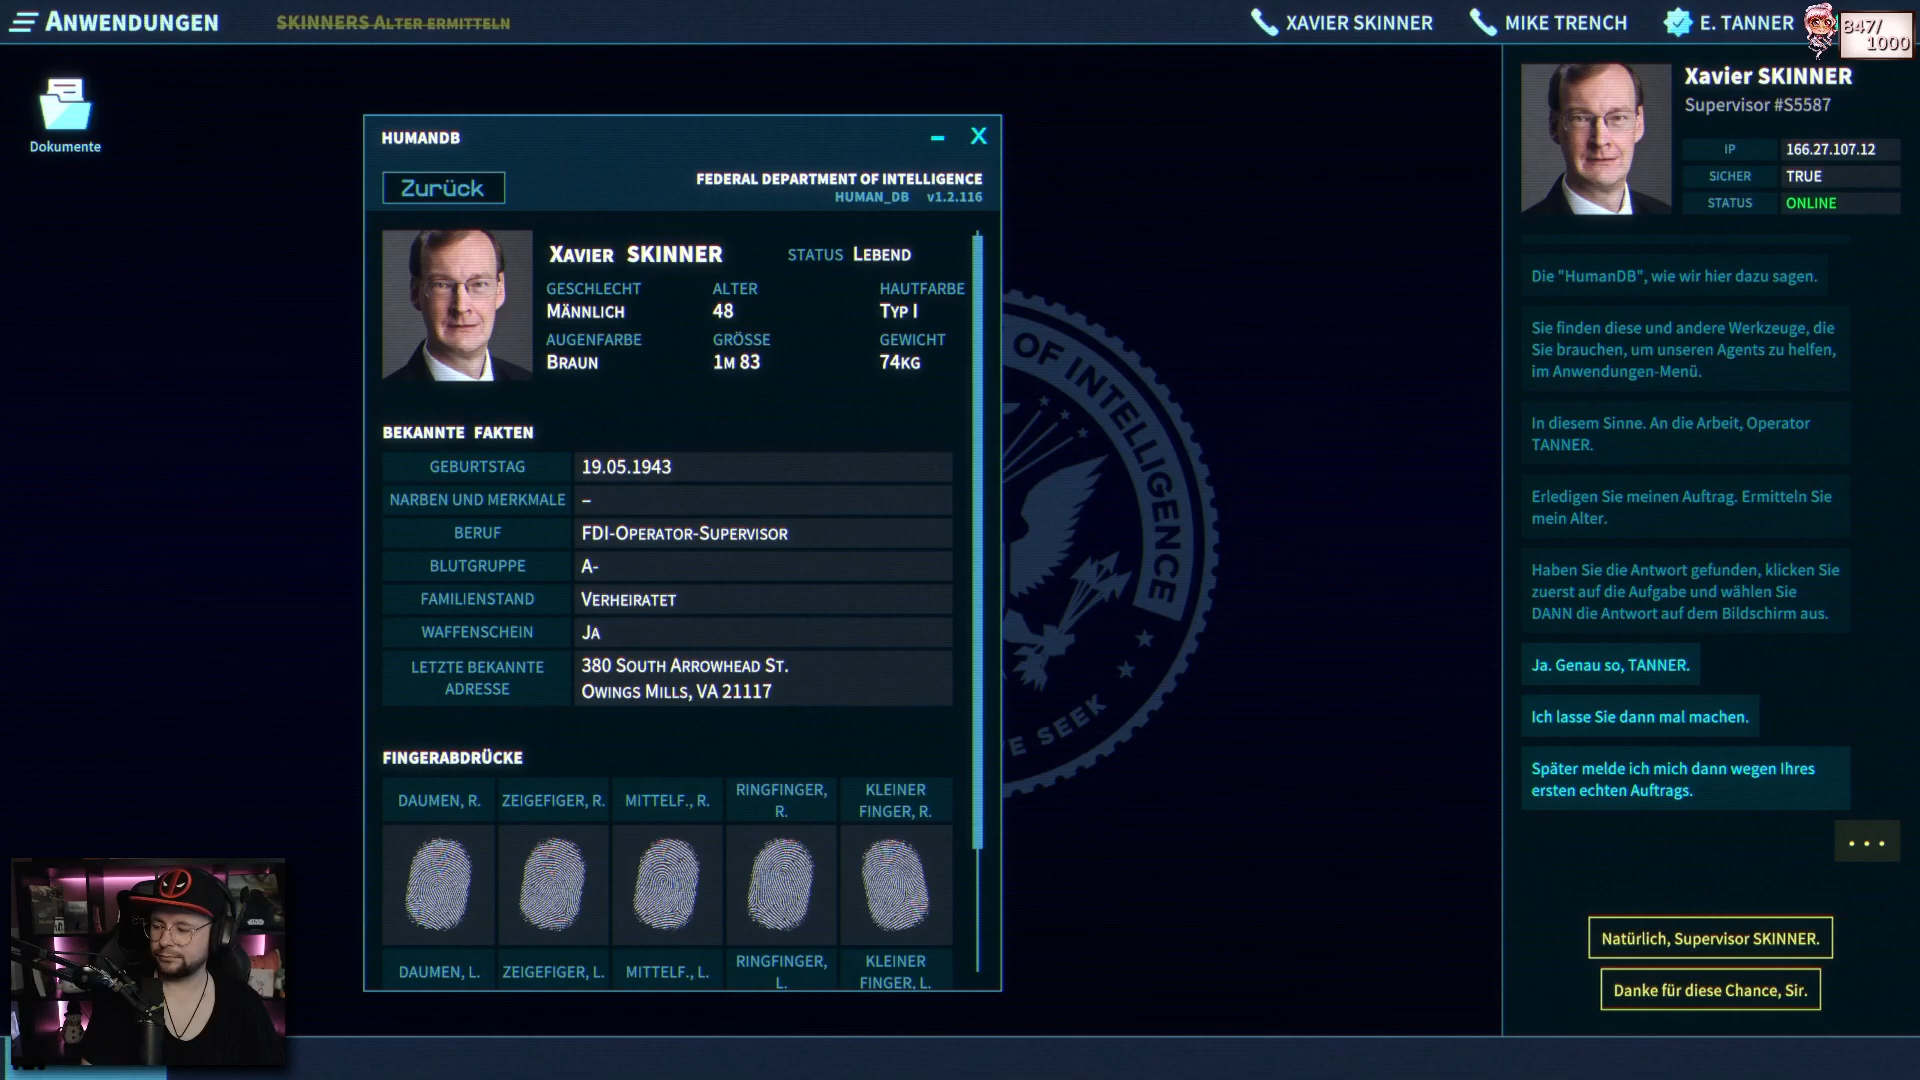 ANWENDUNGEN
SKINNERS ALTER ERMITTELN
XAVIER SKINNER
MIKE TRENCH
E. TANNER
847/
1000
Dokumente
HUMANDB
– X
Zurück
FEDERAL DEPARTMENT OF INTELLIGENCE
HUMAN_DB v1.2.116
XAVIER SKINNER
STATUS LEBEND
GESCHLECHT ALTER HAUTFARBE
MÄNNLICH 48 TYP I
AUGENFARBE GRÖSSE GEWICHT
BRAUN 1M 83 74KG
BEKANNTE FAKTEN
GEBURTSTAG 19.05.1943
NARBEN UND MERKMALE –
BERUF FDI-OPERATOR-SUPERVISOR
BLUTGRUPPE A-
FAMILIENSTAND VERHEIRATET
WAFFENSCHEIN JA
LETZTE BEKANNTE
ADRESSE
380 SOUTH ARROWHEAD ST.
OWINGS MILLS, VA 21117
FINGERABDRÜCKE
DAUMEN, R.
ZEIGEFIGER, R.
MITTELF., R.
RINGFINGER,
R.
KLEINER
FINGER, R.
DAUMEN, L.
ZEIGEFIGER, L.
MITTELF., L.
RINGFINGER,
L.
KLEINER
FINGER, L.
OF INTELLIGENCE
SEEK
Xavier SKINNER
Supervisor #S5587
IP 166.27.107.12
SICHER TRUE
STATUS ONLINE
Die "HumanDB", wie wir hier dazu sagen.
Sie finden diese und andere Werkzeuge, die
Sie brauchen, um unseren Agents zu helfen,
im Anwendungen-Menü.
In diesem Sinne. An die Arbeit, Operator
TANNER.
Erledigen Sie meinen Auftrag. Ermitteln Sie
mein Alter.
Haben Sie die Antwort gefunden, klicken Sie
zuerst auf die Aufgabe und wählen Sie
DANN die Antwort auf dem Bildschirm aus.
Ja. Genau so, TANNER.
Ich lasse Sie dann mal machen.
Später melde ich mich dann wegen Ihres
ersten echten Auftrags.
...
Natürlich, Supervisor SKINNER.
Danke für diese Chance, Sir.